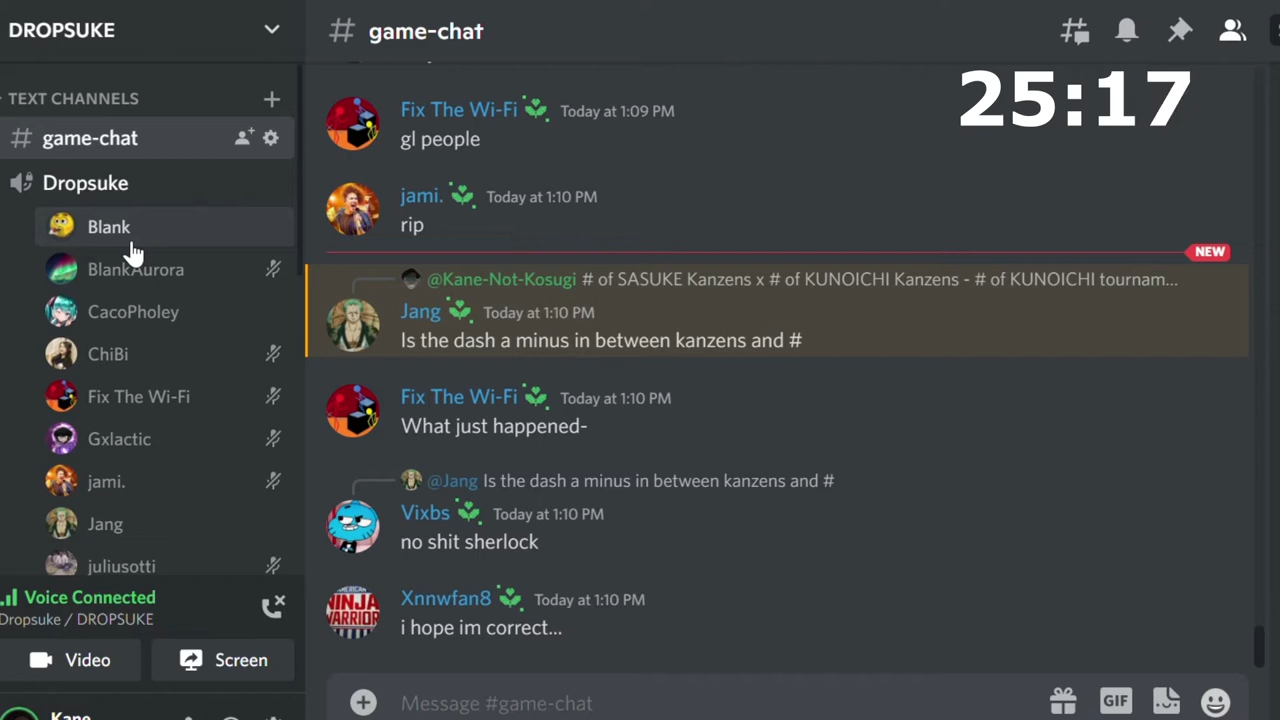 DROPSUKE
TEXT CHANNELS
game-chat
Dropsuke
Blank
BlankAurora
CacoPholey
ChiBi
Fix The Wi-Fi
Gxlactic
jami.
Jang
juliusotti
Voice Connected
Dropsuke / DROPSUKE
Video
Screen
Kane
# game-chat
25:17
Fix The Wi-Fi Today at 1:09 PM
gl people
jami. Today at 1:10 PM
rip
NEW
@Kane-Not-Kosugi # of SASUKE Kanzens x # of KUNOICHI Kanzens - # of KUNOICHI tournam...
Jang Today at 1:10 PM
Is the dash a minus in between kanzens and #
Fix The Wi-Fi Today at 1:10 PM
What just happened-
@Jang Is the dash a minus in between kanzens and #
Vixbs Today at 1:10 PM
no shit sherlock
AMERICAN
NINJA
WARRIOR
Xnnwfan8 Today at 1:10 PM
i hope im correct...
Message #game-chat
GIF